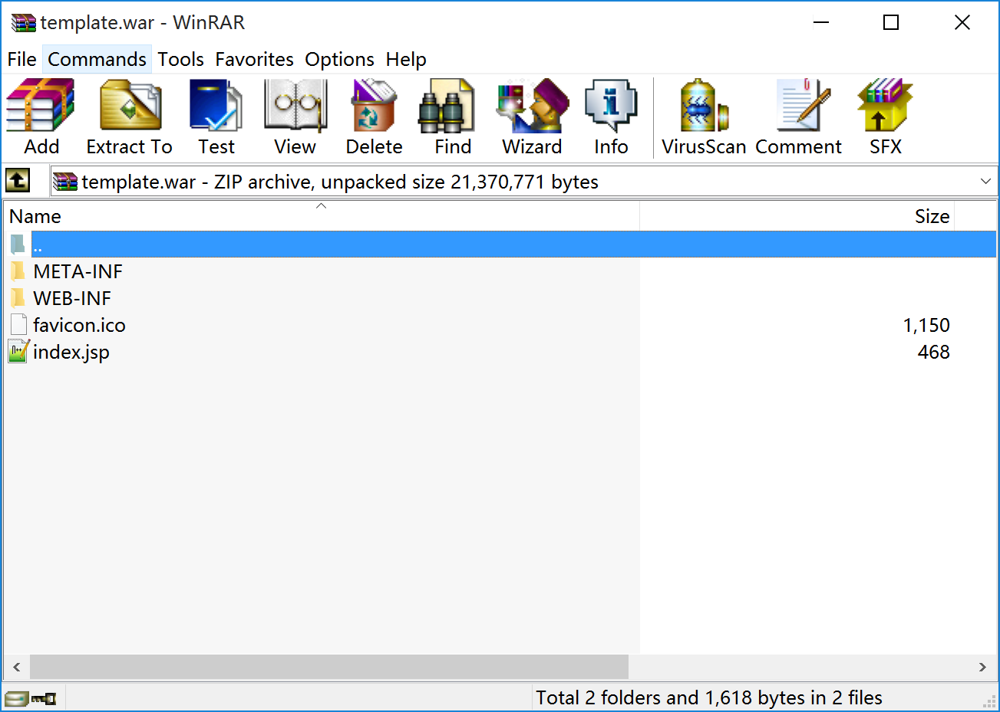 template.war - WinRAR
File Commands Tools Favorites Options Help
Add Extract To Test View Delete Find Wizard Info VirusScan Comment SFX
template.war - ZIP archive, unpacked size 21,370,771 bytes
Name Size
..
META-INF
WEB-INF
favicon.ico 1,150
index.jsp 468
Total 2 folders and 1,618 bytes in 2 files